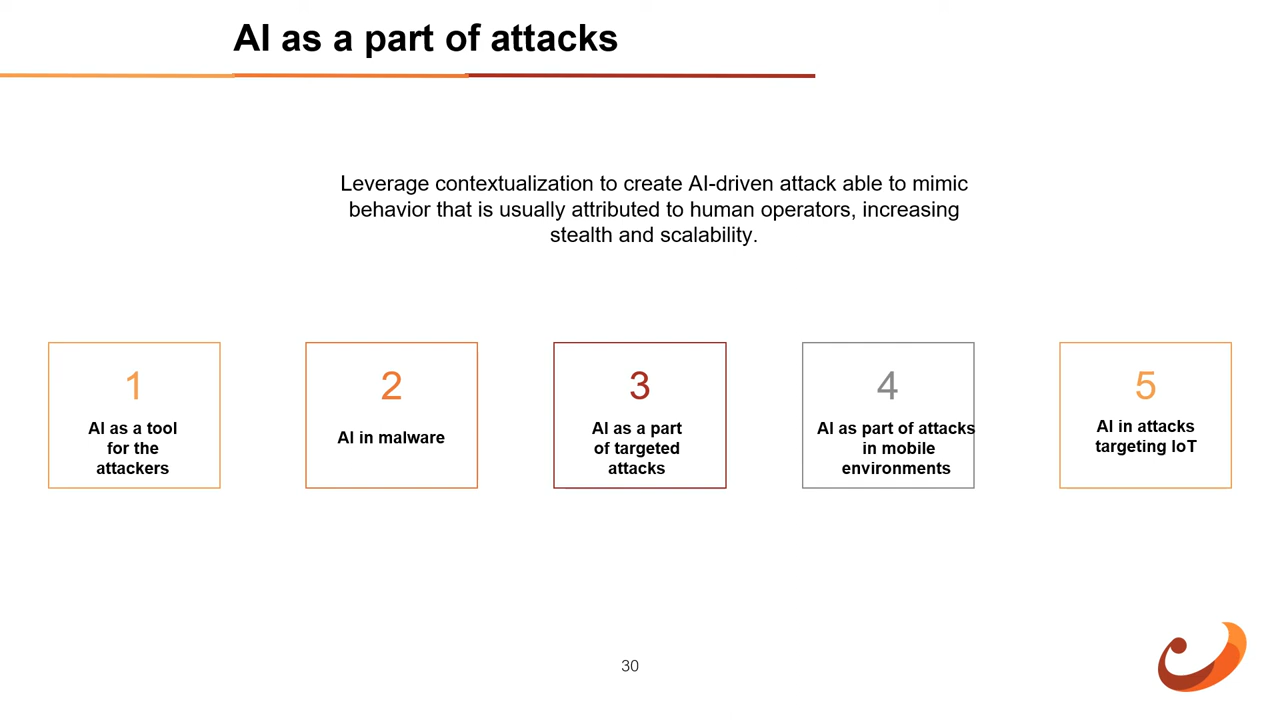 AI as a part of attacks
Leverage contextualization to create AI-driven attack able to mimic
behavior that is usually attributed to human operators, increasing
stealth and scalability.
1
AI as a tool
for the
attackers
2
AI in malware
3
AI as a part
of targeted
attacks
4
AI as part of attacks
in mobile
environments
5
AI in attacks
targeting IoT
30